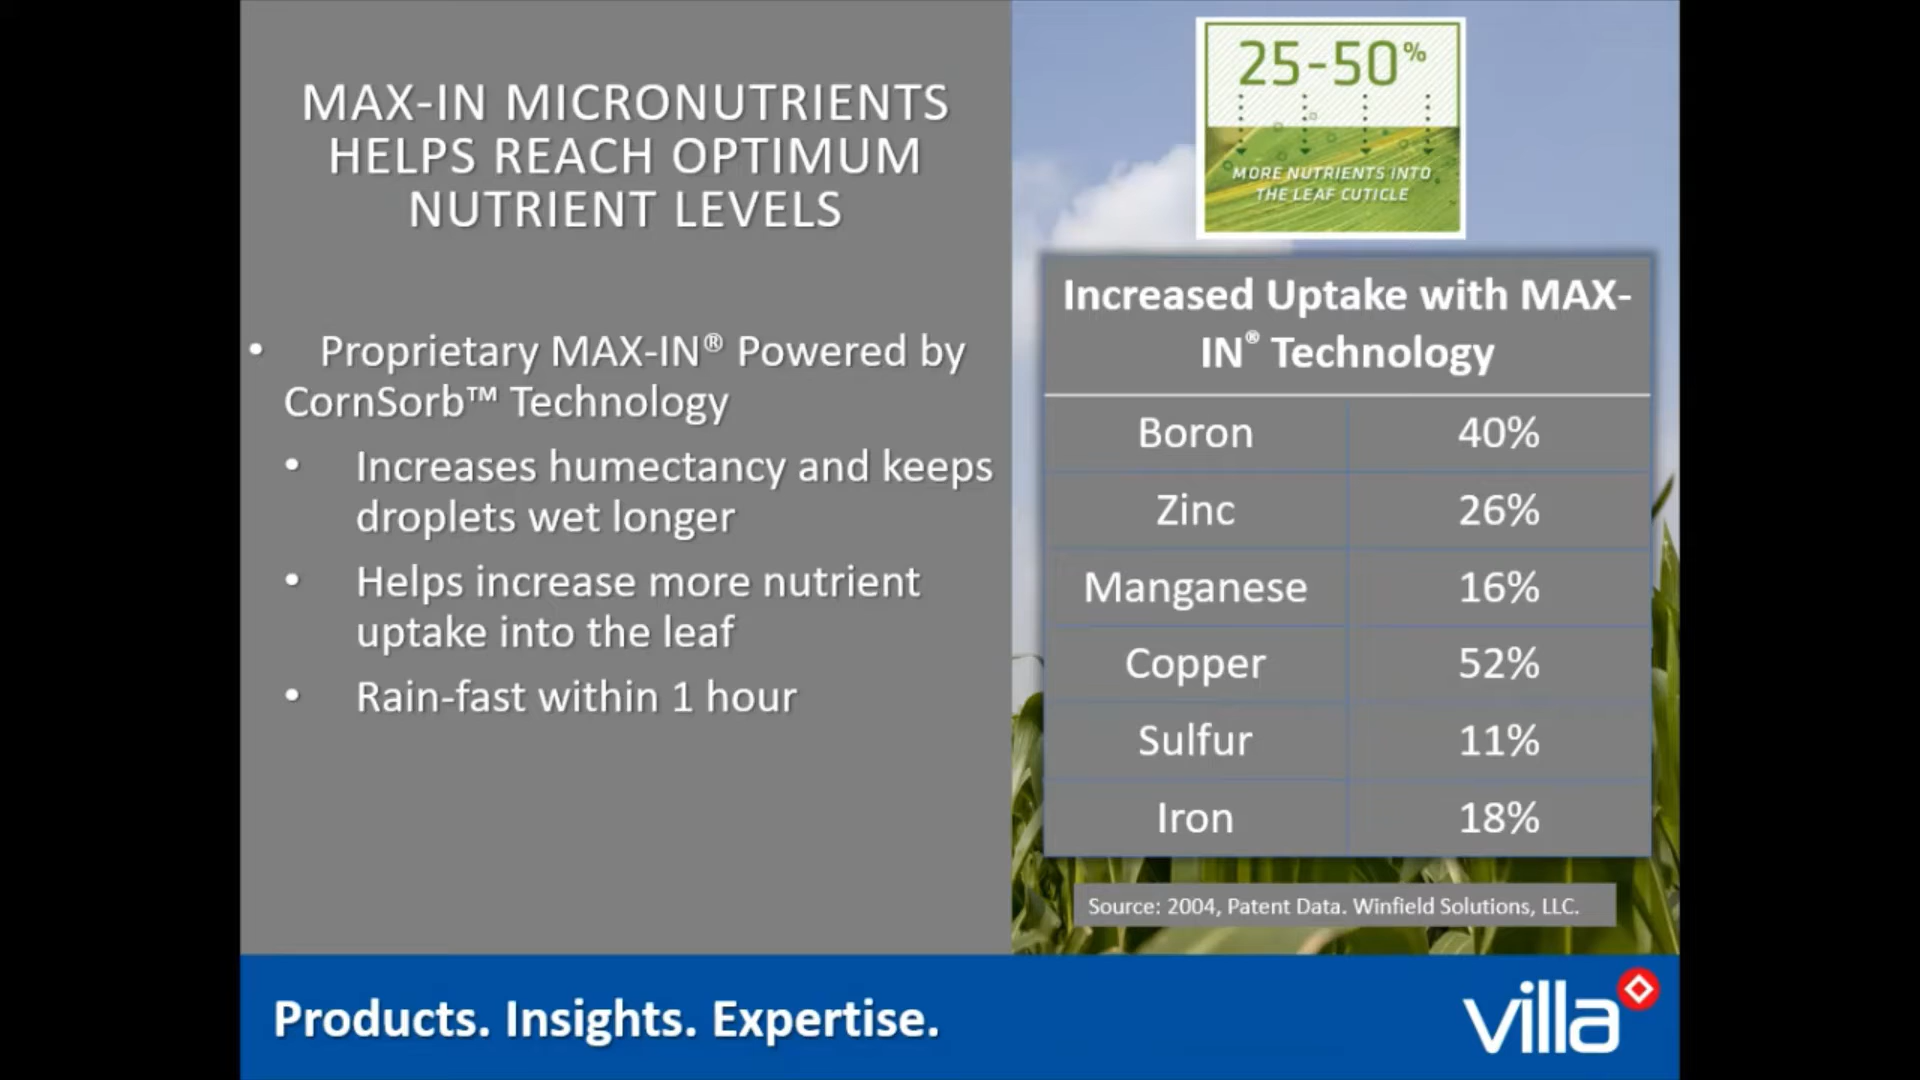 MAX-IN MICRONUTRIENTS
HELPS REACH OPTIMUM
NUTRIENT LEVELS
• Proprietary MAX-IN® Powered by
CornSorb™ Technology
• Increases humectancy and keeps
droplets wet longer
• Helps increase more nutrient
uptake into the leaf
• Rain-fast within 1 hour
25-50%
MORE NUTRIENTS INTO
THE LEAF CUTICLE
Increased Uptake with MAX-
IN® Technology
Boron 40%
Zinc 26%
Manganese 16%
Copper 52%
Sulfur 11%
Iron 18%
Source: 2004, Patent Data. Winfield Solutions, LLC.
Products. Insights. Expertise.
villa